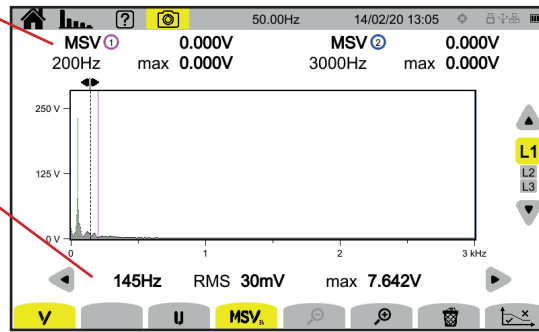 ? 50.00Hz 14/02/20 13:05
MSV 1 0.000V MSV 2 0.000V
200Hz max 0.000V 3000Hz max 0.000V
250 V
125 V
0 V
0 1 2 3 kHz
L1
L2
L3
145Hz RMS 30mV max 7.642V
V U MSV